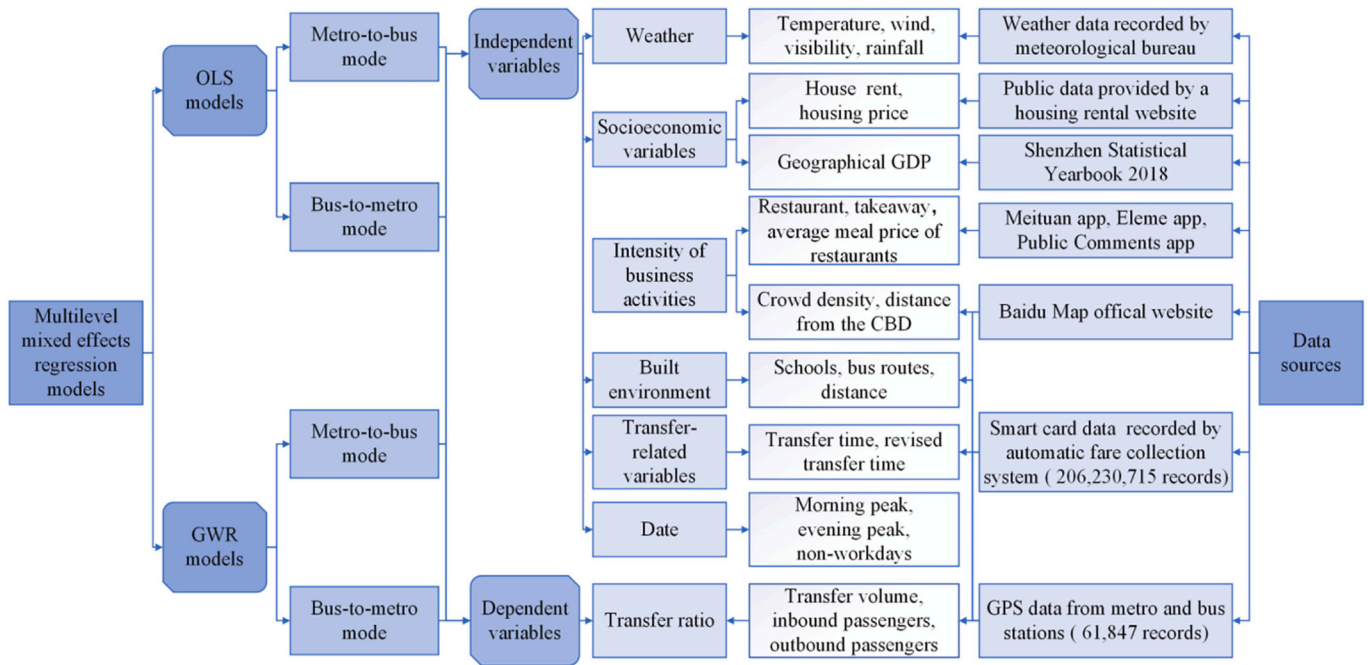 Multilevel
mixed effects
regression
models
OLS
models
GWR
models
Metro-to-bus
mode
Bus-to-metro
mode
Metro-to-bus
mode
Bus-to-metro
mode
Independent
variables
Dependent
variables
Weather
Socioeconomic
variables
Intensity of
business
activities
Built
environment
Transfer-
related
variables
Date
Transfer ratio
Temperature, wind,
visibility, rainfall
House rent,
housing price
Geographical GDP
Restaurant, takeaway，
average meal price of
restaurants
Crowd density, distance
from the CBD
Schools, bus routes,
distance
Transfer time, revised
transfer time
Morning peak,
evening peak,
non-workdays
Transfer volume,
inbound passengers,
outbound passengers
Weather data recorded by
meteorological bureau
Public data provided by a
housing rental website
Shenzhen Statistical
Yearbook 2018
Meituan app, Eleme app,
Public Comments app
Baidu Map offical website
Smart card data recorded by
automatic fare collection
system ( 206,230,715 records)
GPS data from metro and bus
stations ( 61,847 records)
Data
sources